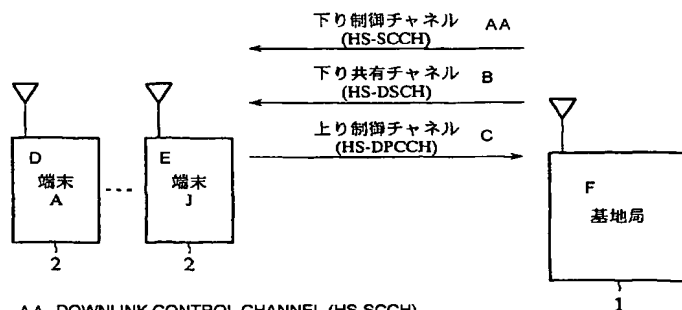 下り制御チャネル AA
(HS-SCCH)
下り共有チャネル B
(HS-DSCH)
上り制御チャネル C
(HS-DPCCH)
D
端末
A
...
E
端末
J
F
基地局
2
2
1
AA DOWNLINK CONTROL CHANNEL (HS-SCCH)